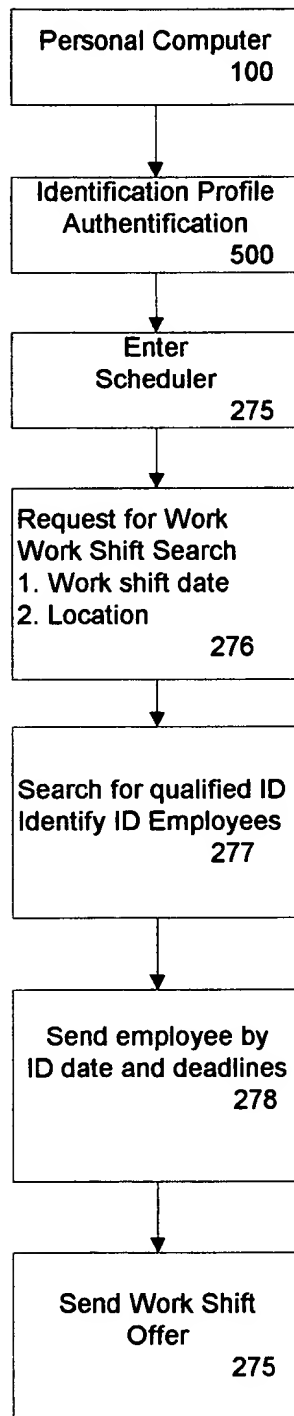 Personal Computer
100
Identification Profile
Authentification
500
Enter
Scheduler
275
Request for Work
Work Shift Search
1. Work shift date
2. Location
276
Search for qualified ID
Identify ID Employees
277
Send employee by
ID date and deadlines
278
Send Work Shift
Offer
275